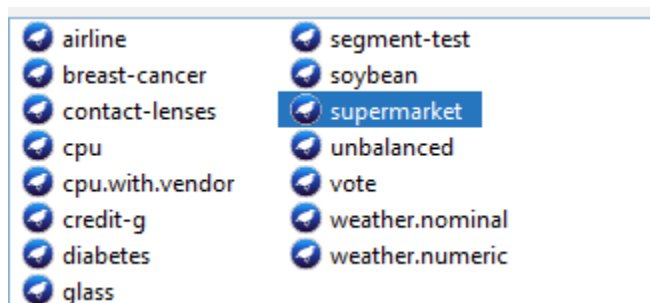 airline
breast-cancer
contact-lenses
cpu
cpu.with.vendor
credit-g
diabetes
glass
segment-test
soybean
supermarket
unbalanced
vote
weather.nominal
weather.numeric